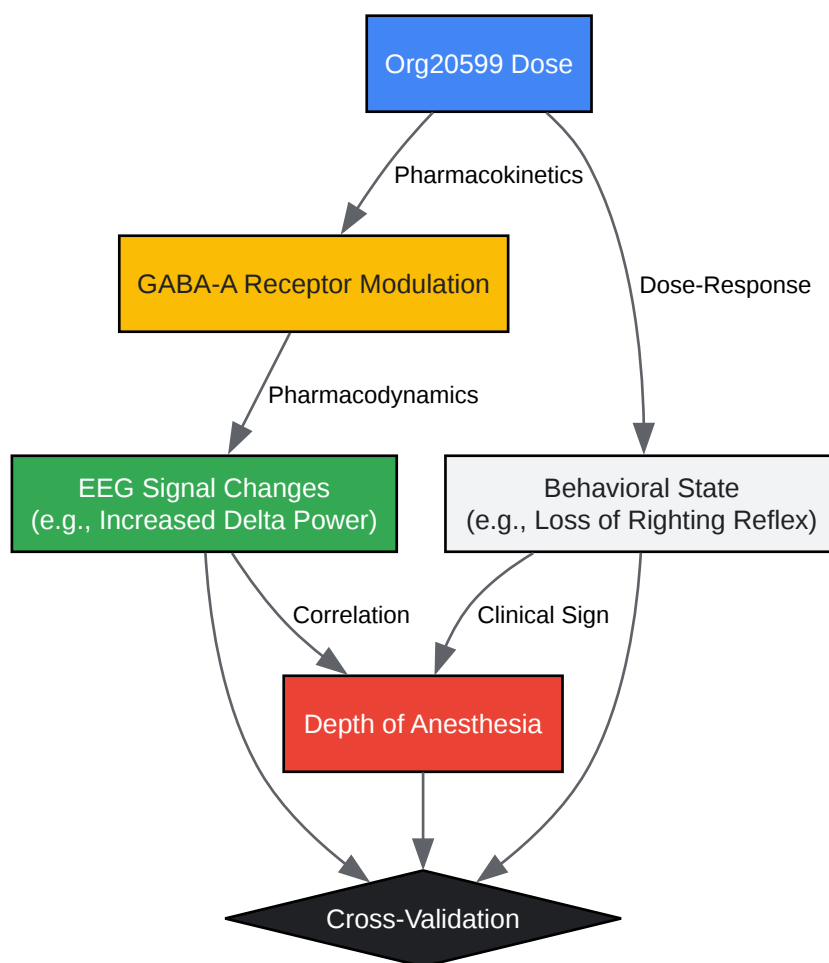 Org20599 Dose
Pharmacokinetics
GABA-A Receptor Modulation
Dose-Response
Pharmacodynamics
EEG Signal Changes
(e.g., Increased Delta Power)
Behavioral State
(e.g., Loss of Righting Reflex)
Correlation
Clinical Sign
Depth of Anesthesia
Cross-Validation